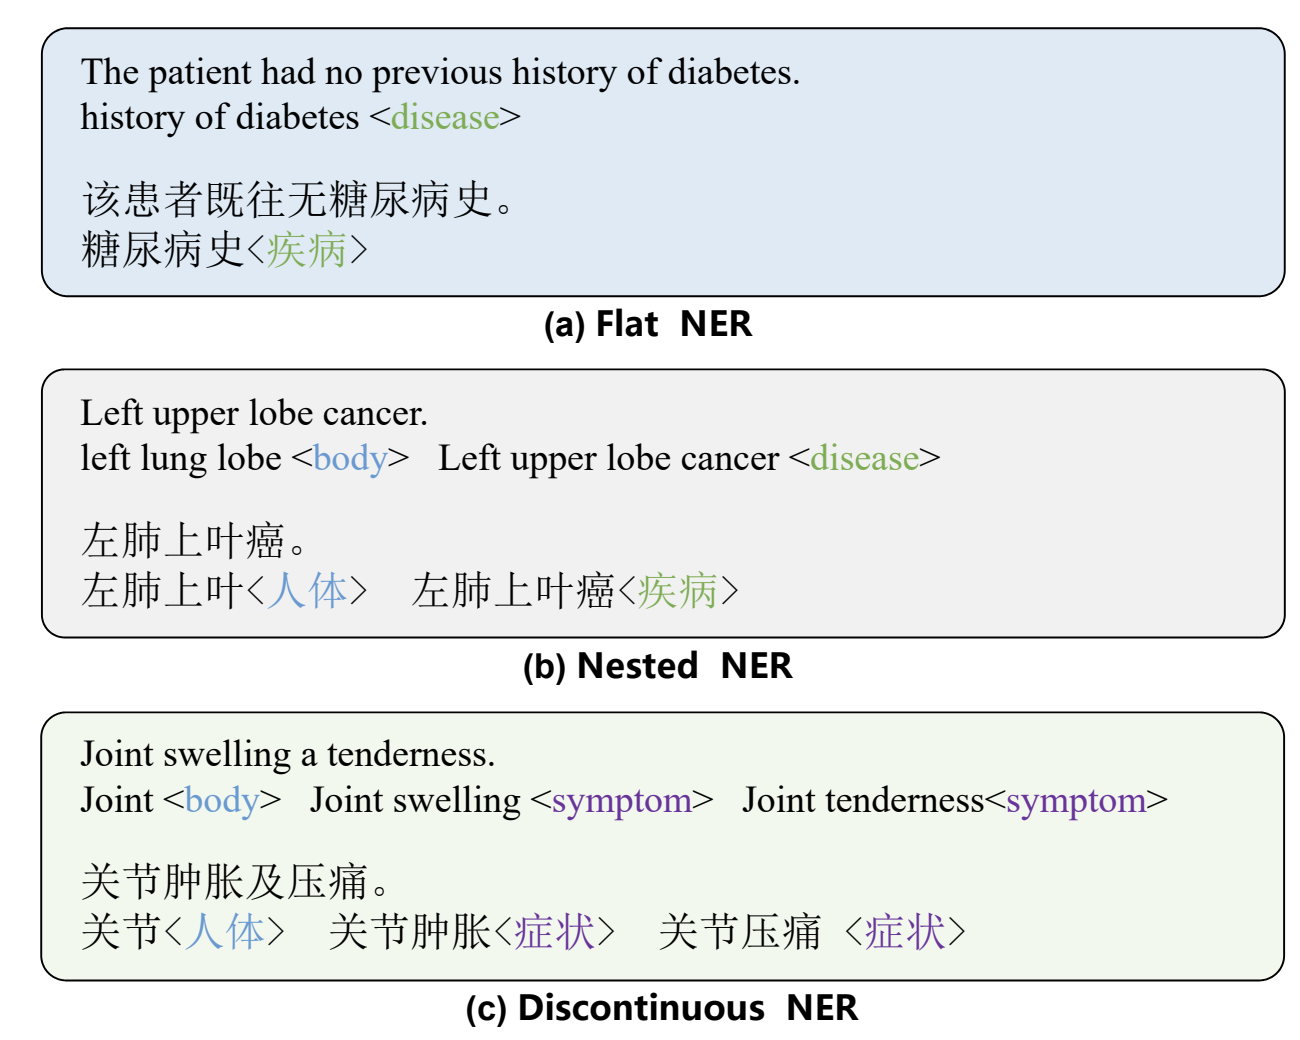 The patient had no previous history of diabetes.
history of diabetes <disease>
该患者既往无糖尿病史。
糖尿病史<疾病>
(a) Flat NER
Left upper lobe cancer.
left lung lobe <body> Left upper lobe cancer <disease>
左肺上叶癌。
左肺上叶<人体> 左肺上叶癌<疾病>
(b) Nested NER
Joint swelling a tenderness.
Joint <body> Joint swelling <symptom> Joint tenderness<symptom>
关节肿胀及压痛。
关节<人体> 关节肿胀<症状> 关节压痛 <症状>
(c) Discontinuous NER